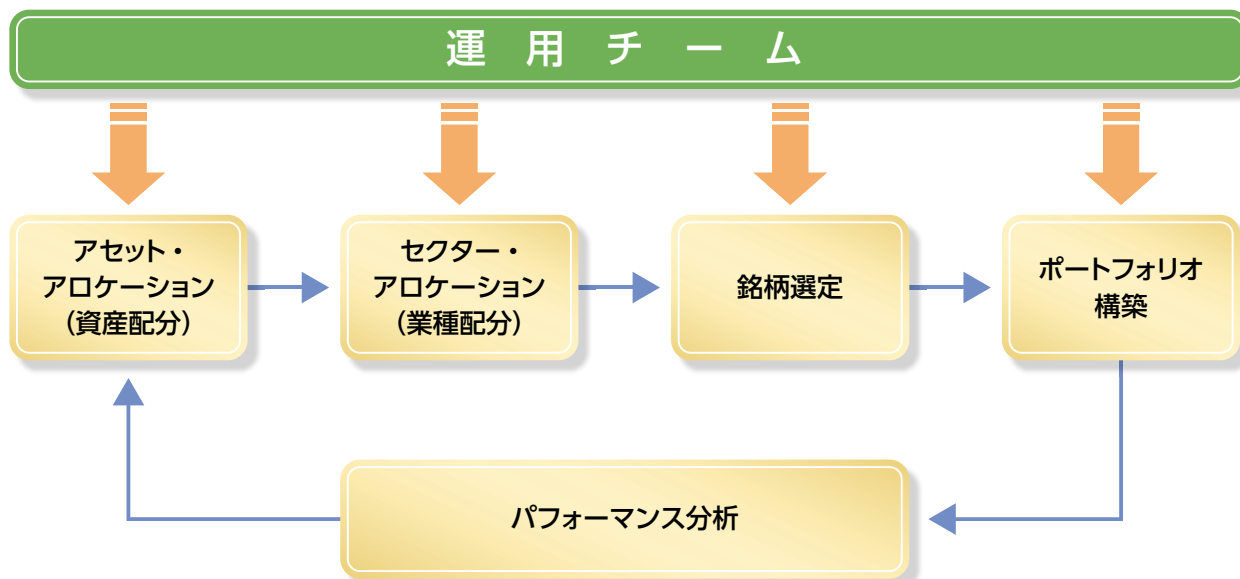 運用チーム
アセット・
アロケーション
（資産配分）
セクター・
アロケーション
（業種配分）
銘柄選定
ポートフォリオ
構築
パフォーマンス分析